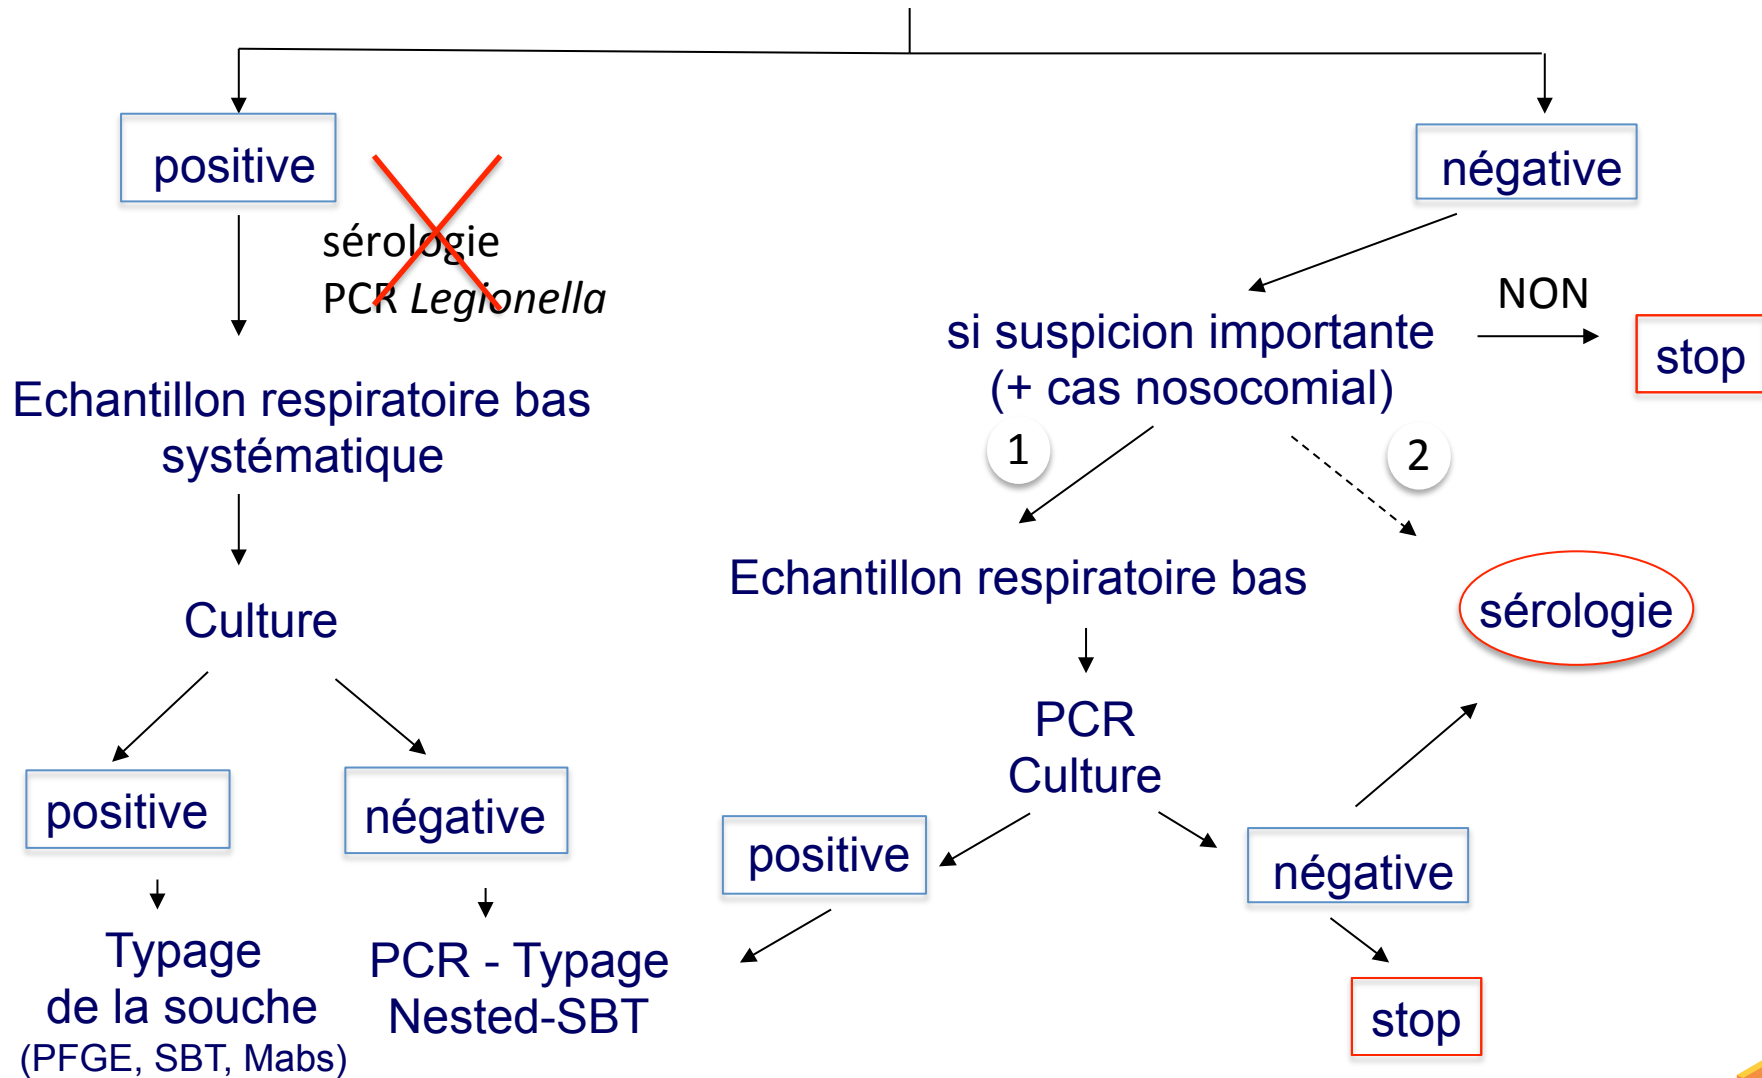 positive
négative
sérologie
PCR Legionella
NON
si suspicion importante
(+ cas nosocomial)
stop
Echantillon respiratoire bas
systématique
1
2
Echantillon respiratoire bas
sérologie
Culture
PCR
Culture
positive
négative
positive
négative
Typage
de la souche
(PFGE, SBT, Mabs)
PCR - Typage
Nested-SBT
stop